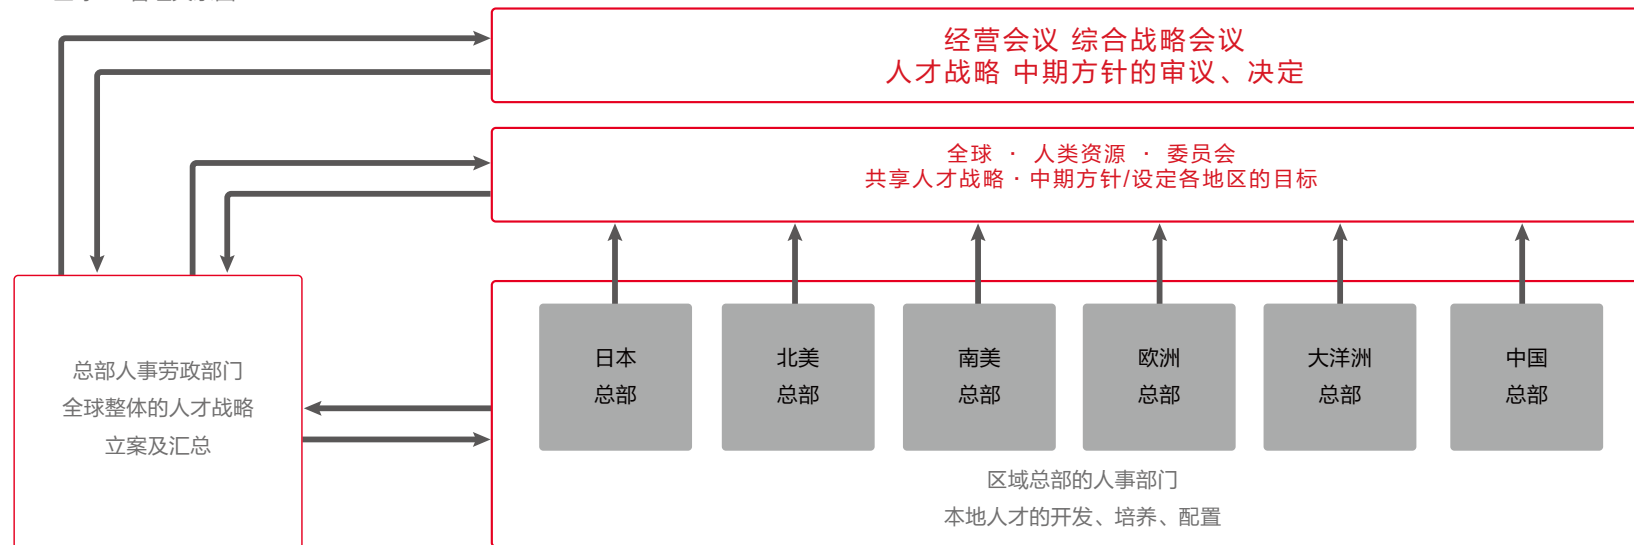 经营会议 综合战略会议
人才战略 中期方针的审议、决定
全球 · 人类资源 · 委员会
共享人才战略·中期方针/设定各地区的目标
日本
总部
北美
总部
南美
总部
欧洲
总部
大洋洲
总部
中国
总部
总部人事劳政部门
全球整体的人才战略
立案及汇总
区域总部的人事部门
本地人才的开发、培养、配置